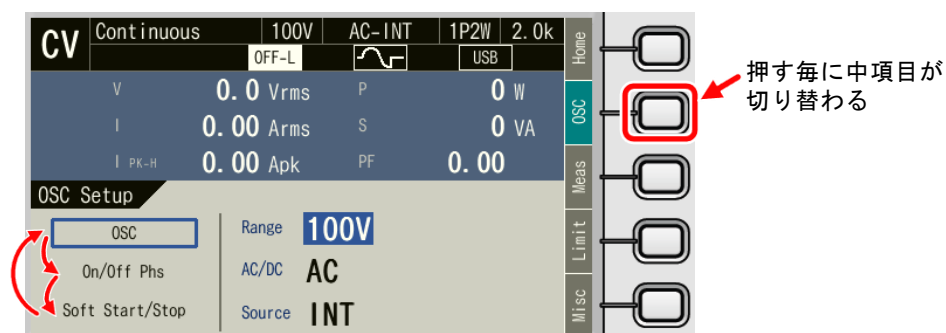 CV
Continuous 100V AC-INT 1P2W 2.0k
OFF-L USB
V 0.0 Vrms P 0 W
I 0.00 Arms S 0 VA
I PK-H 0.00 Apk PF 0.00
OSC Setup
OSC Range 100V
On/Off Phs AC/DC AC
Soft Start/Stop Source INT
Home
OSC
Meas
Limit
Misc
押す毎に中項目が
切り替わる